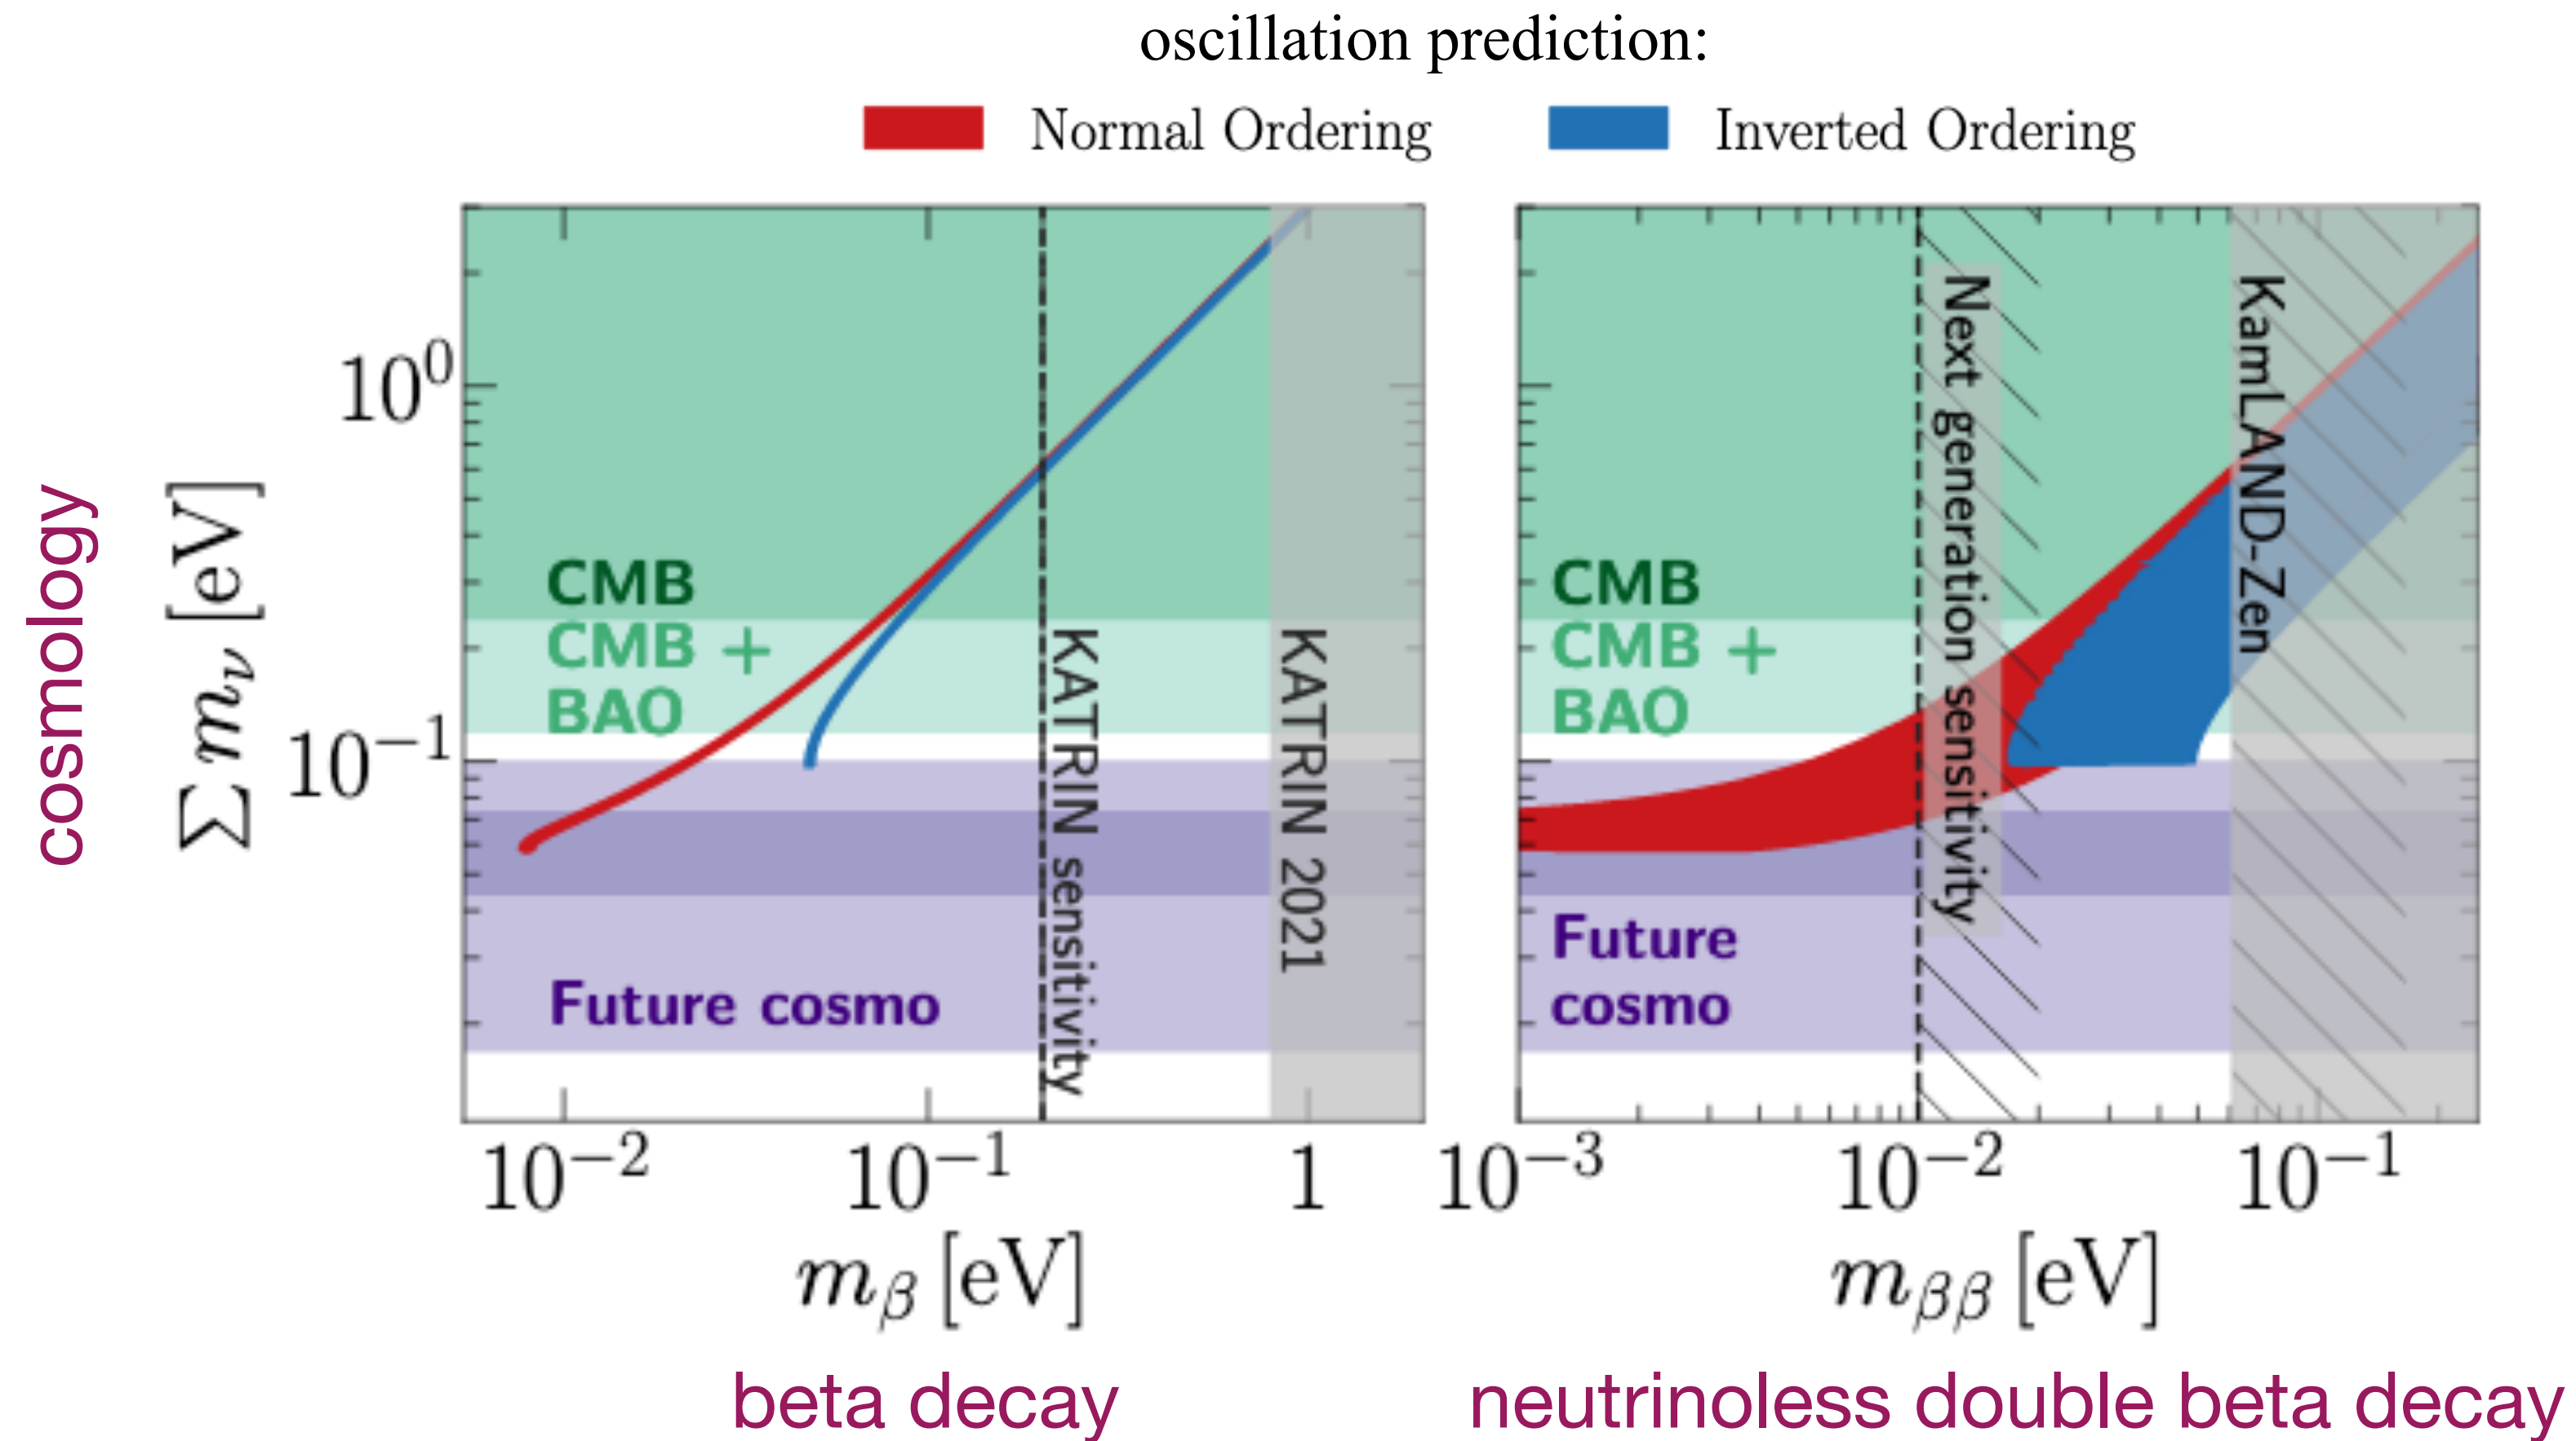 oscillation prediction:
Normal Ordering
Inverted Ordering
cosmology
∑ m_ν [eV]
10^0
10^−1
CMB
CMB +
BAO
Future cosmo
KATRIN sensitivity
KATRIN 2021
10^−2
10^−1
1
m_β [eV]
beta decay
CMB
CMB +
BAO
Future
cosmo
Next generation sensitivity
KamLAND-Zen
10^−3
10^−2
10^−1
m_ββ [eV]
neutrinoless double beta decay